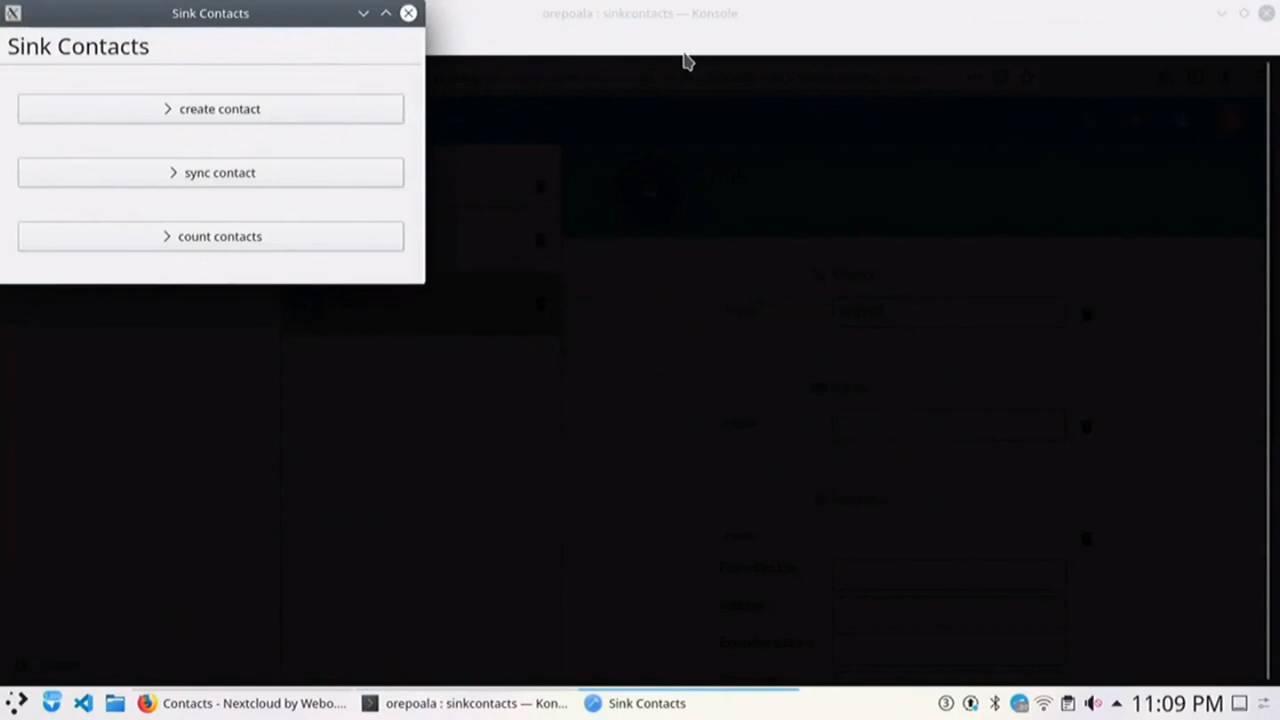 Sink Contacts
orepoala : sinkcontacts — Konsole
Sink Contacts
create contact
sync contact
count contacts
Contacts - Nextcloud by Webo....
orepoala : sinkcontacts — Kon...
Sink Contacts
3
11:09 PM